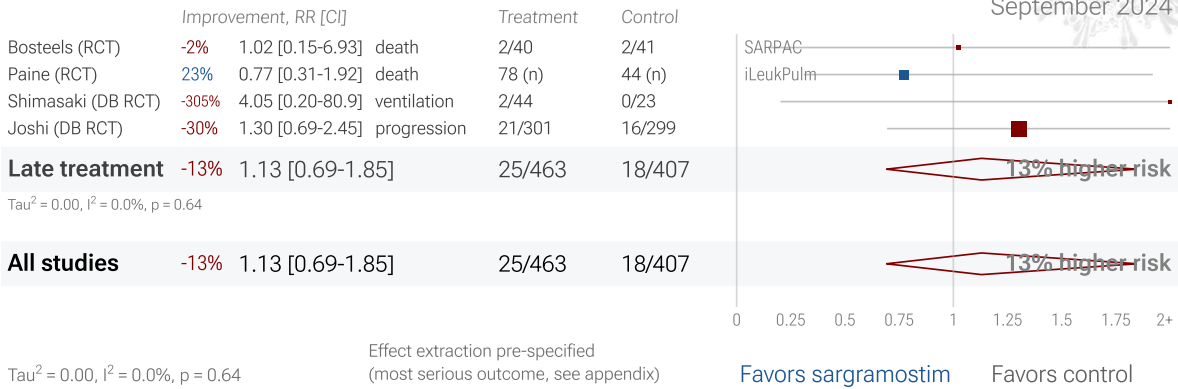 September 2024
Improvement, RR [CI] Treatment Control
Bosteels (RCT) -2% 1.02 [0.15-6.93] death 2/40 2/41 SARPAC
Paine (RCT) 23% 0.77 [0.31-1.92] death 78 (n) 44 (n) iLeukPulm
Shimasaki (DB RCT) -305% 4.05 [0.20-80.9] ventilation 2/44 0/23
Joshi (DB RCT) -30% 1.30 [0.69-2.45] progression 21/301 16/299
Late treatment -13% 1.13 [0.69-1.85] 25/463 18/407 13% higher risk
Tau² = 0.00, I² = 0.0%, p = 0.64
All studies -13% 1.13 [0.69-1.85] 25/463 18/407 13% higher risk
0 0.25 0.5 0.75 1 1.25 1.5 1.75 2+
Effect extraction pre-specified
Tau² = 0.00, I² = 0.0%, p = 0.64 (most serious outcome, see appendix) Favors sargramostim Favors control